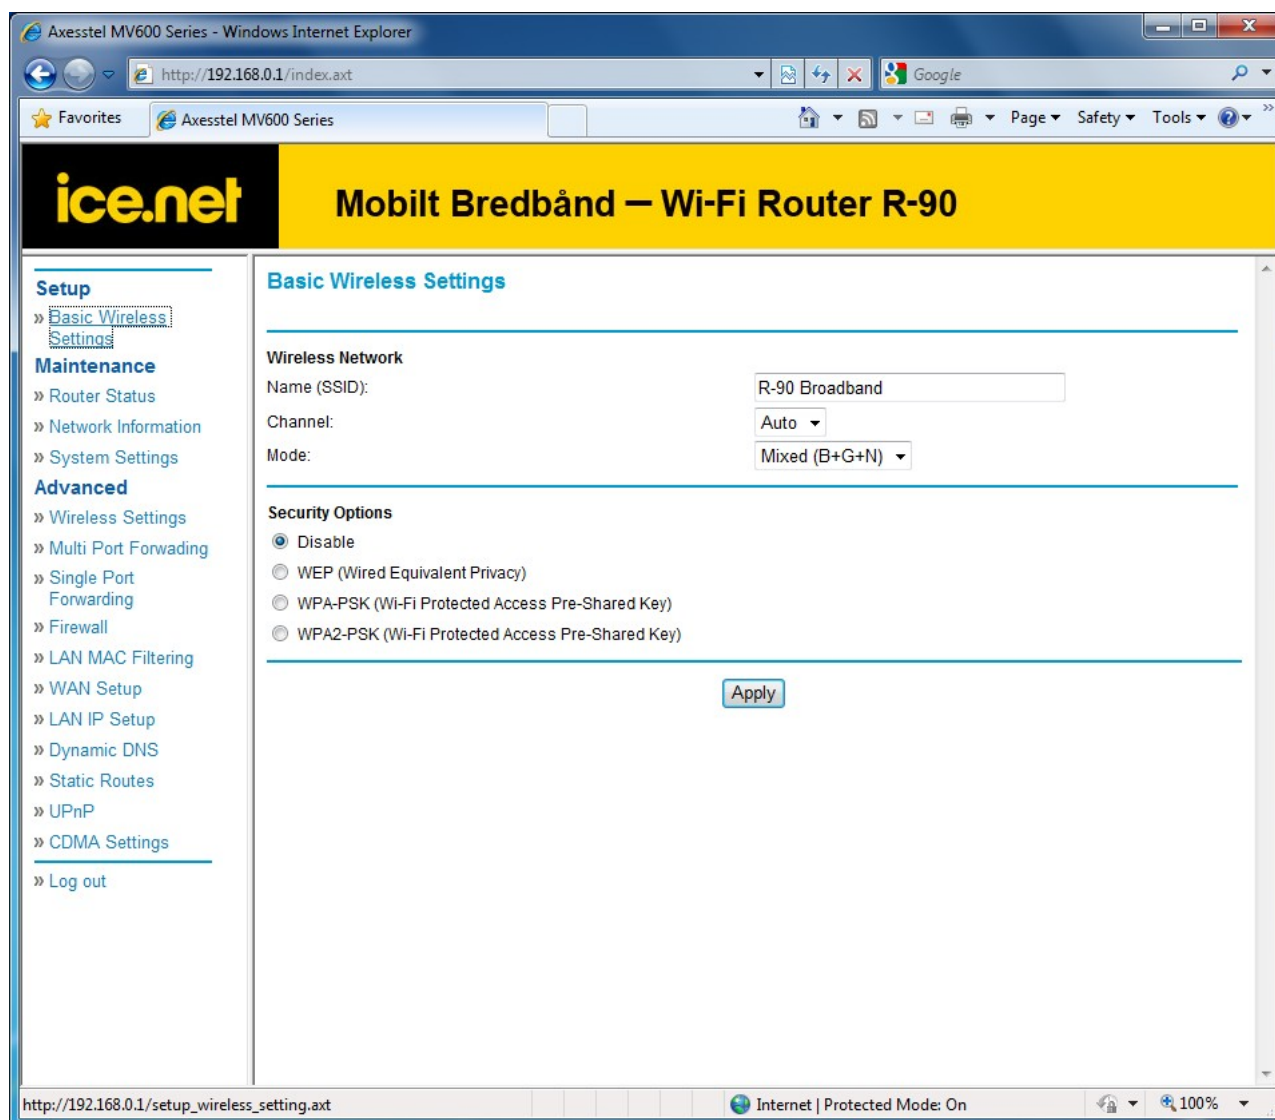 Axesstel MV600 Series - Windows Internet Explorer
http://192.168.0.1/index.axt
Google
Favorites
Axesstel MV600 Series
Page
Safety
Tools
ice.net
Mobilt Bredbånd — Wi-Fi Router R-90
Setup
» Basic Wireless
Settings
Maintenance
» Router Status
» Network Information
» System Settings
Advanced
» Wireless Settings
» Multi Port Forwading
» Single Port
Forwarding
» Firewall
» LAN MAC Filtering
» WAN Setup
» LAN IP Setup
» Dynamic DNS
» Static Routes
» UPnP
» CDMA Settings
» Log out
Basic Wireless Settings
Wireless Network
Name (SSID): R-90 Broadband
Channel: Auto
Mode: Mixed (B+G+N)
Security Options
Disable
WEP (Wired Equivalent Privacy)
WPA-PSK (Wi-Fi Protected Access Pre-Shared Key)
WPA2-PSK (Wi-Fi Protected Access Pre-Shared Key)
Apply
http://192.168.0.1/setup_wireless_setting.axt
Internet | Protected Mode: On
100%